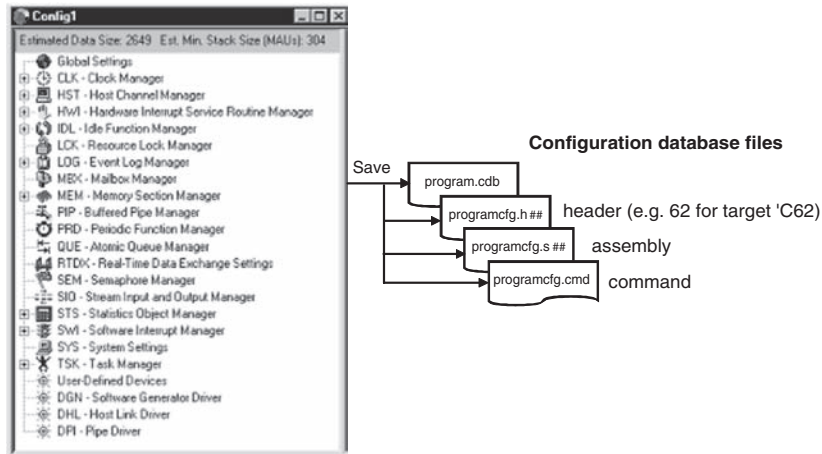 Config1
Estimated Data Size: 2649 Est. Min. Stack Size (MAUs): 304
Global Settings
CLK - Clock Manager
HST - Host Channel Manager
HWI - Hardware Interrupt Service Routine Manager
IDL - Idle Function Manager
LCK - Resource Lock Manager
LOG - Event Log Manager
MBX - Mailbox Manager
MEM - Memory Section Manager
PIP - Buffered Pipe Manager
PRD - Periodic Function Manager
QUE - Atomic Queue Manager
RTDX - Real-Time Data Exchange Settings
SEM - Semaphore Manager
SIO - Stream Input and Output Manager
STS - Statistics Object Manager
SWI - Software Interrupt Manager
SYS - System Settings
TSK - Task Manager
User-Defined Devices
DGN - Software Generator Driver
DHL - Host Link Driver
DPI - Pipe Driver
Save
Configuration database files
program.cdb
programcfg.h ## header (e.g. 62 for target 'C62)
programcfg.s ## assembly
programcfg.cmd command